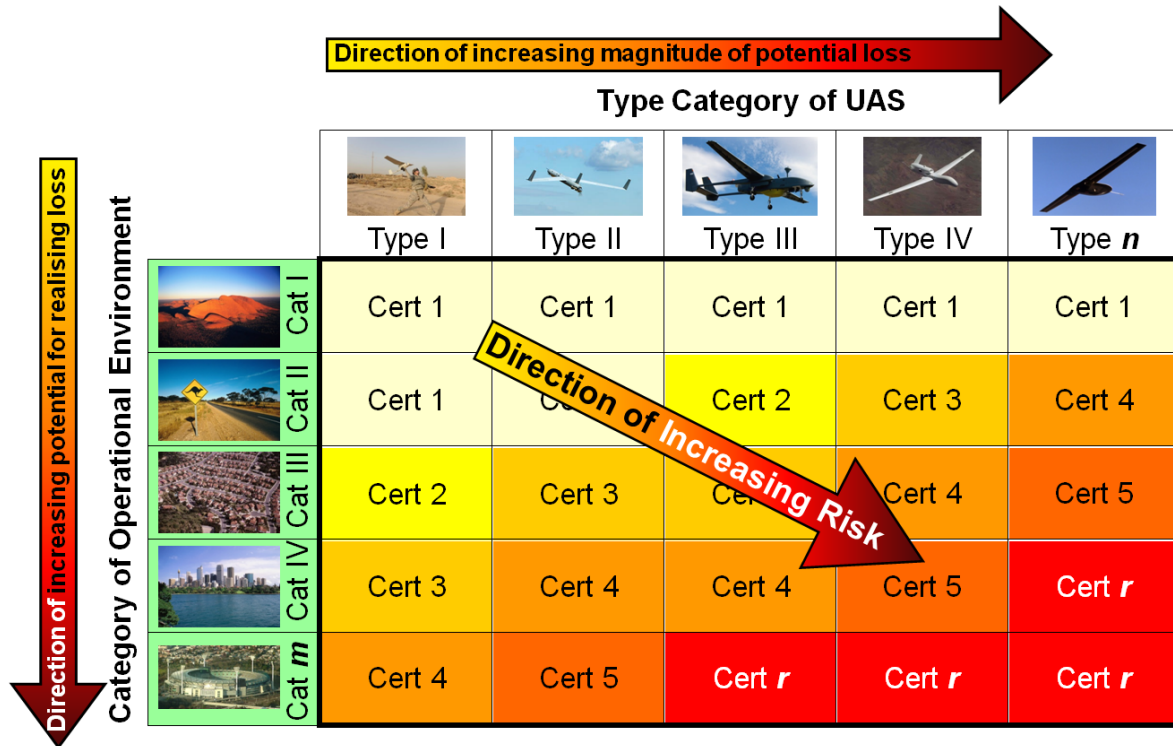 Direction of increasing magnitude of potential loss
Type Category of UAS
Type I
Type II
Type III
Type IV
Type n
Direction of increasing potential for realising loss
Category of Operational Environment
Cat I
Cert 1
Cert 1
Cert 1
Cert 1
Cert 1
Cat II
Cert 1
Cert 2
Cert 3
Cert 4
Direction of Increasing Risk
Cat III
Cert 2
Cert 3
Cert 4
Cert 5
Cat IV
Cert 3
Cert 4
Cert 4
Cert 5
Cert r
Cat m
Cert 4
Cert 5
Cert r
Cert r
Cert r